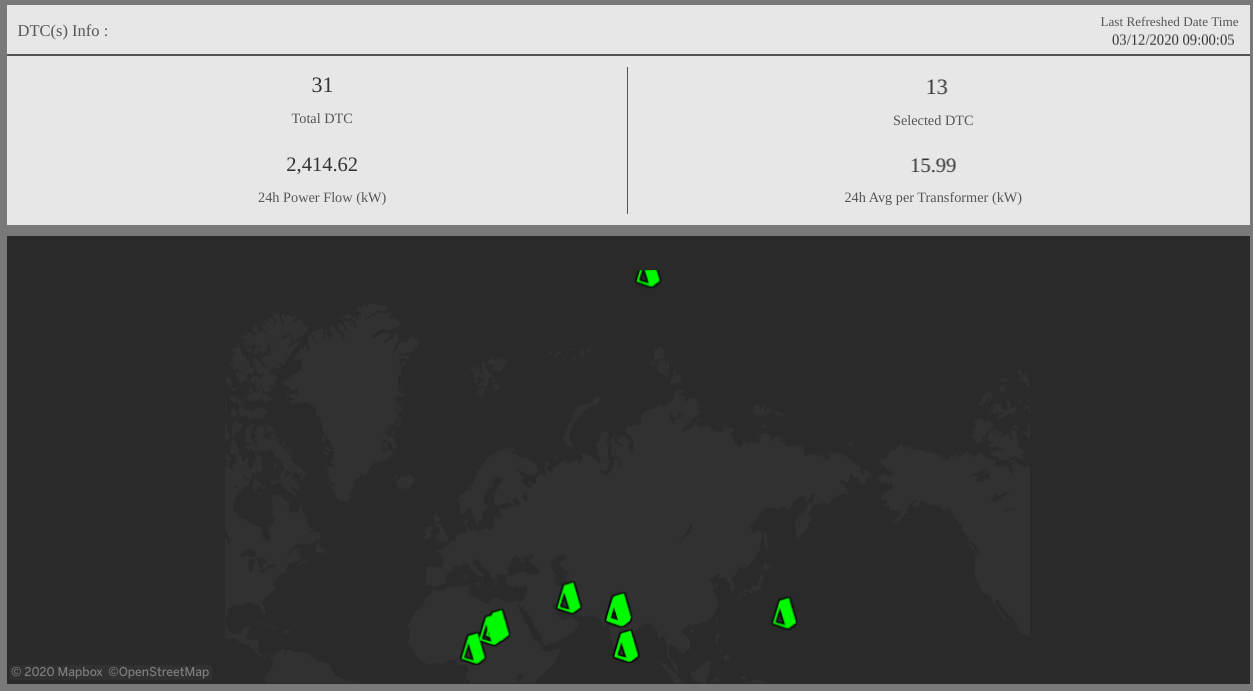 DTC(s) Info :
Last Refreshed Date Time
03/12/2020 09:00:05
31
Total DTC
2,414.62
24h Power Flow (kW)
13
Selected DTC
15.99
24h Avg per Transformer (kW)
© 2020 Mapbox ©OpenStreetMap